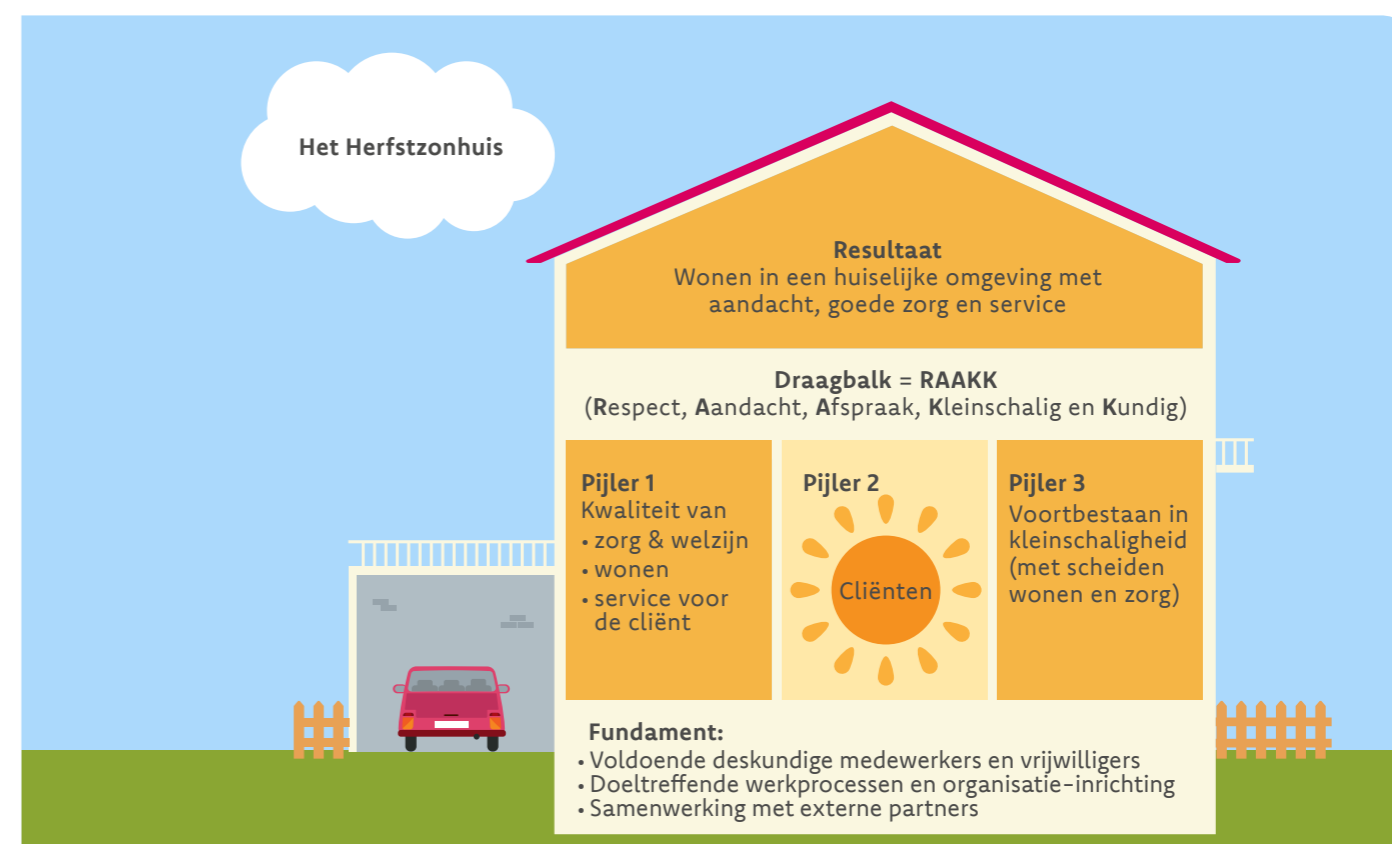 Het Herfstzonhuis
Resultaat
Wonen in een huiselijke omgeving met
aandacht, goede zorg en service
Draagbalk = RAAKK
(Respect, Aandacht, Afspraak, Kleinschalig en Kundig)
Pijler 1
Kwaliteit van
• zorg & welzijn
• wonen
• service voor
de cliënt
Pijler 2
Cliënten
Pijler 3
Voortbestaan in
kleinschaligheid
(met scheiden
wonen en zorg)
Fundament:
• Voldoende deskundige medewerkers en vrijwilligers
• Doeltreffende werkprocessen en organisatie-inrichting
• Samenwerking met externe partners